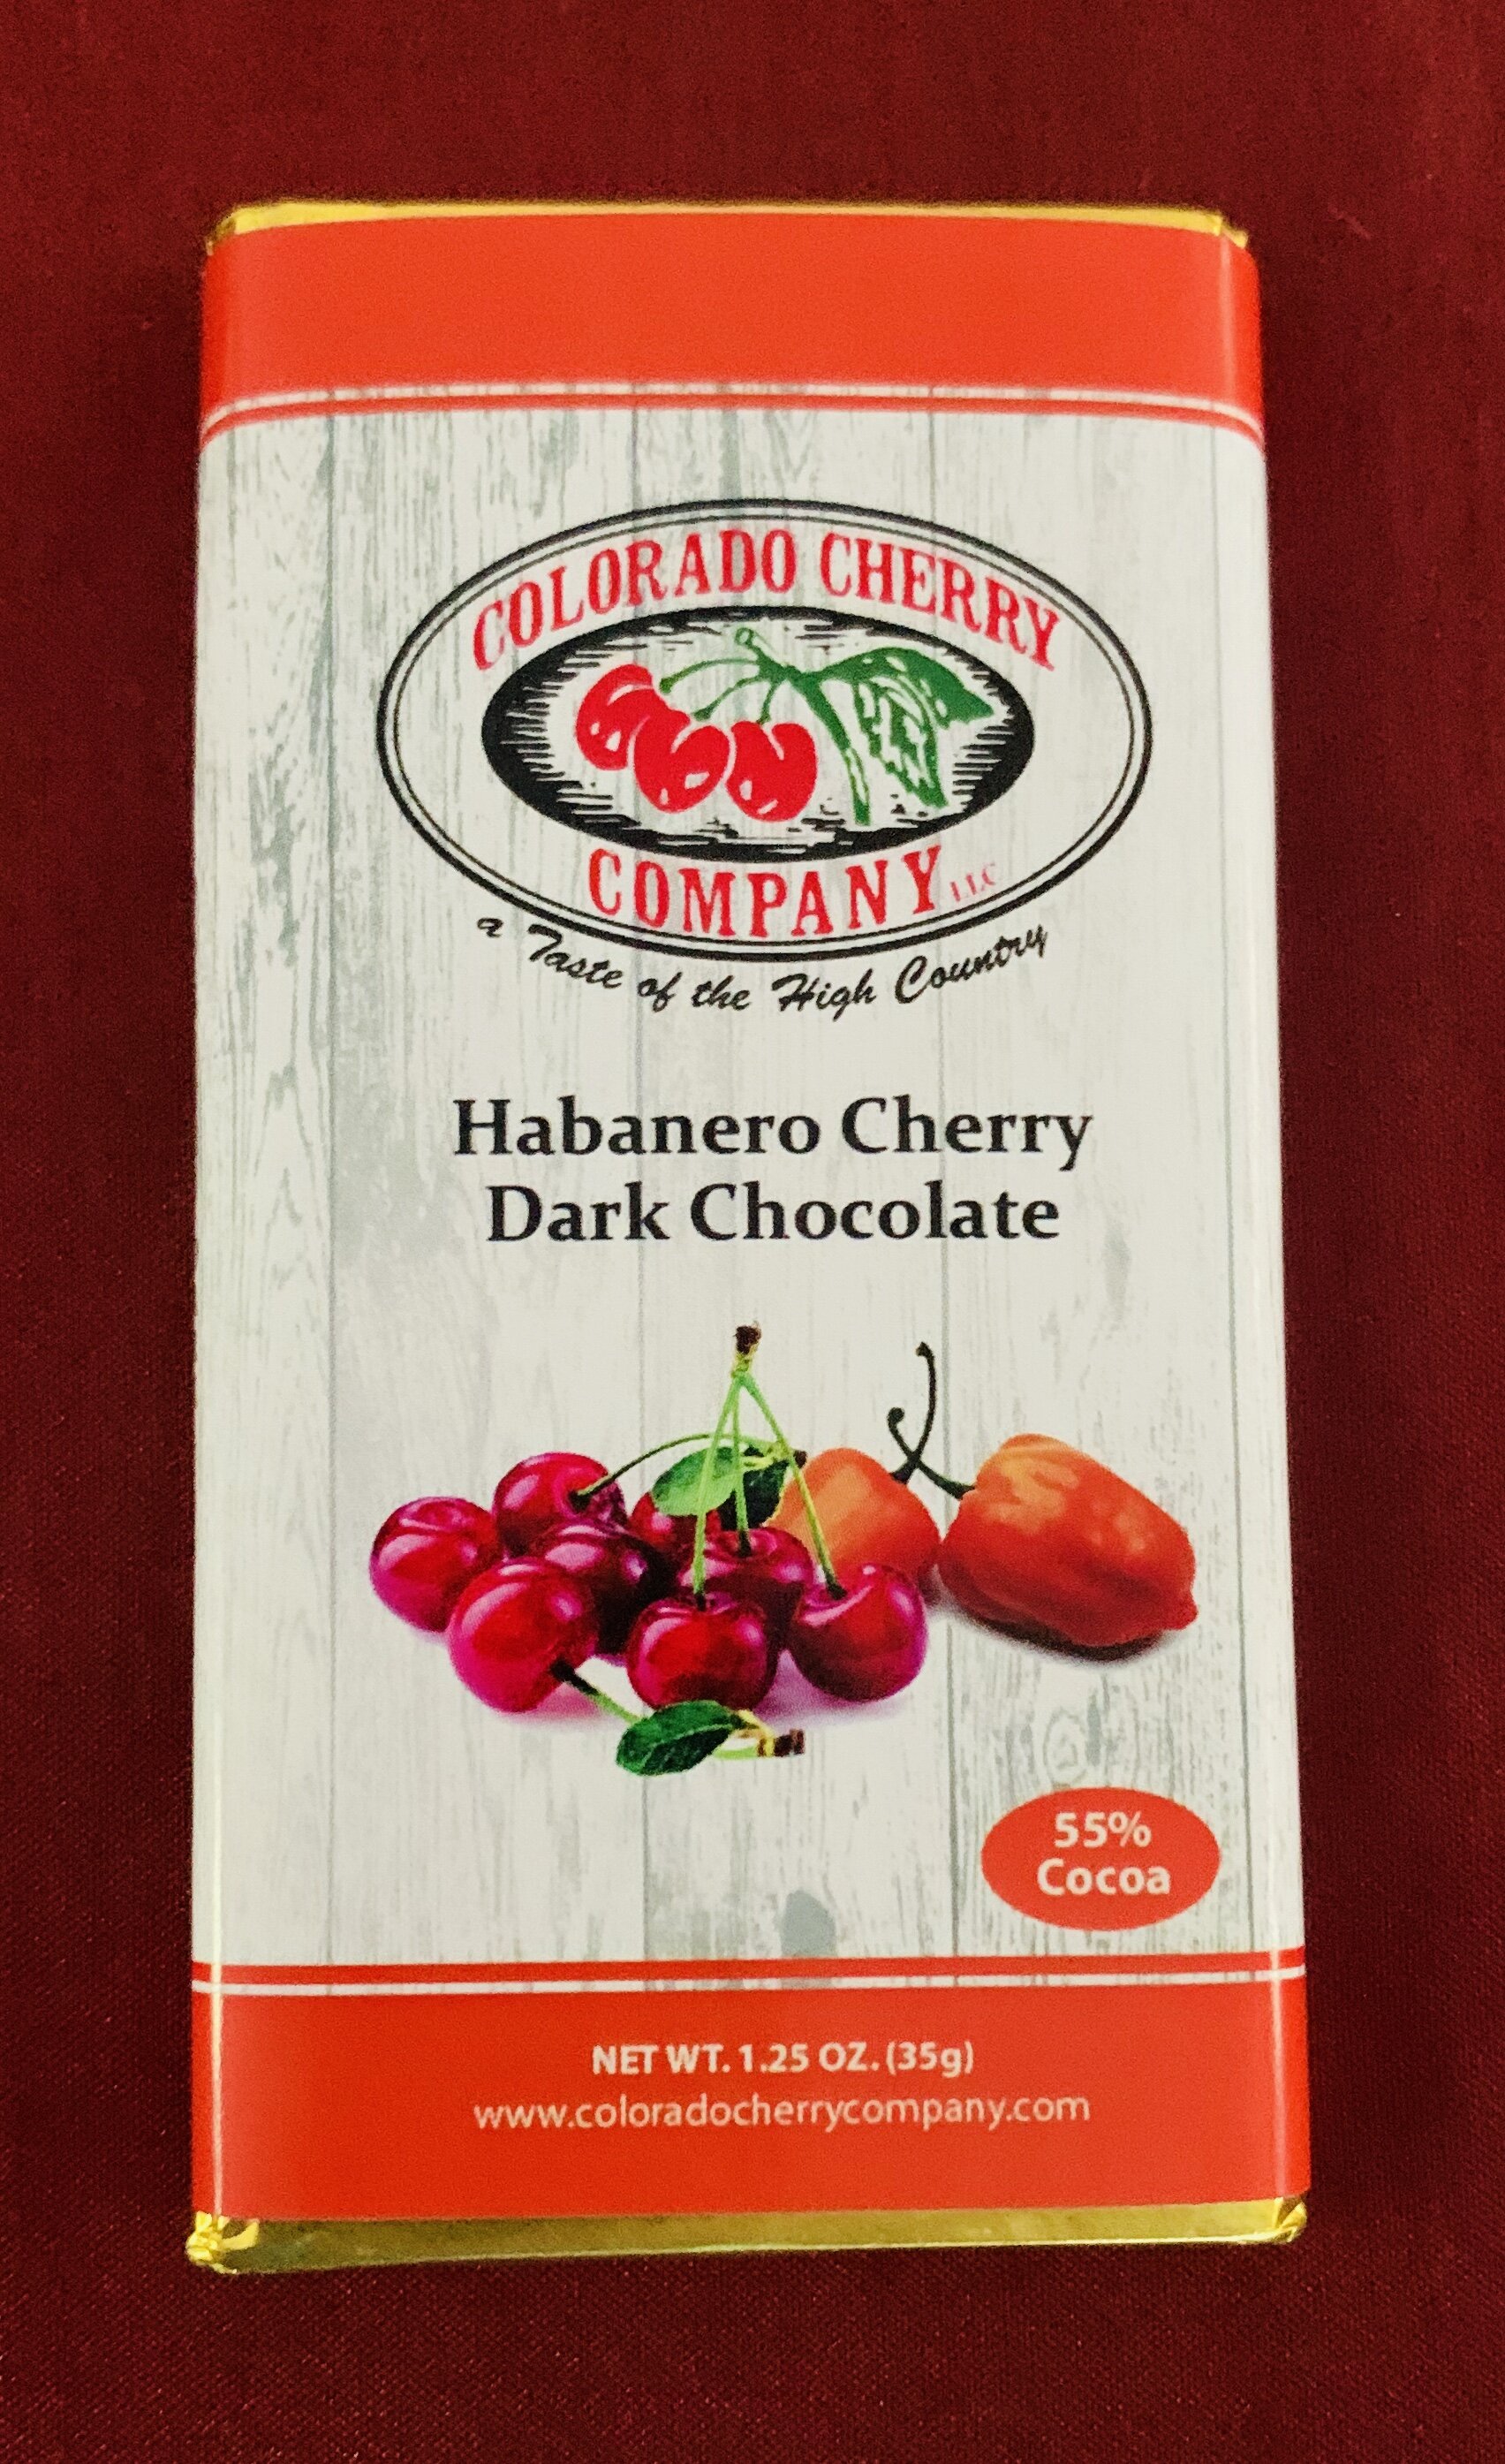 COLORADO CHERRY
COMPANY LLC
a Taste of the High Country
Habanero Cherry
Dark Chocolate
55%
Cocoa
NET WT. 1.25 OZ. (35g)
www.coloradocherrycompany.com